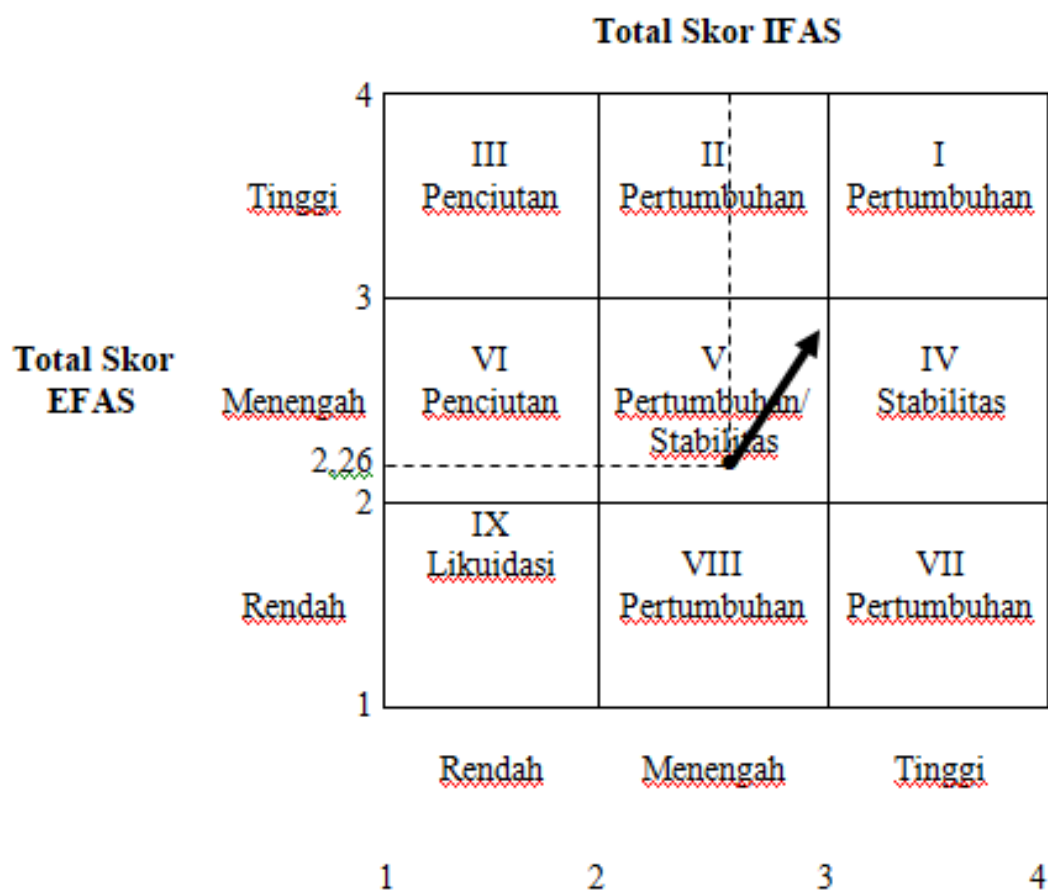 Total Skor IFAS
4
III
II
I
Tinggi
Penciutan
Pertumbuhan
Pertumbuhan
3
Total Skor
EFAS
VI
V
IV
Menengah
Penciutan
Pertumbuhan/
Stabilitas
Stabilitas
2,26
2
IX
Likuidasi
VIII
VII
Rendah
Pertumbuhan
Pertumbuhan
1
Rendah
Menengah
Tinggi
1
2
3
4